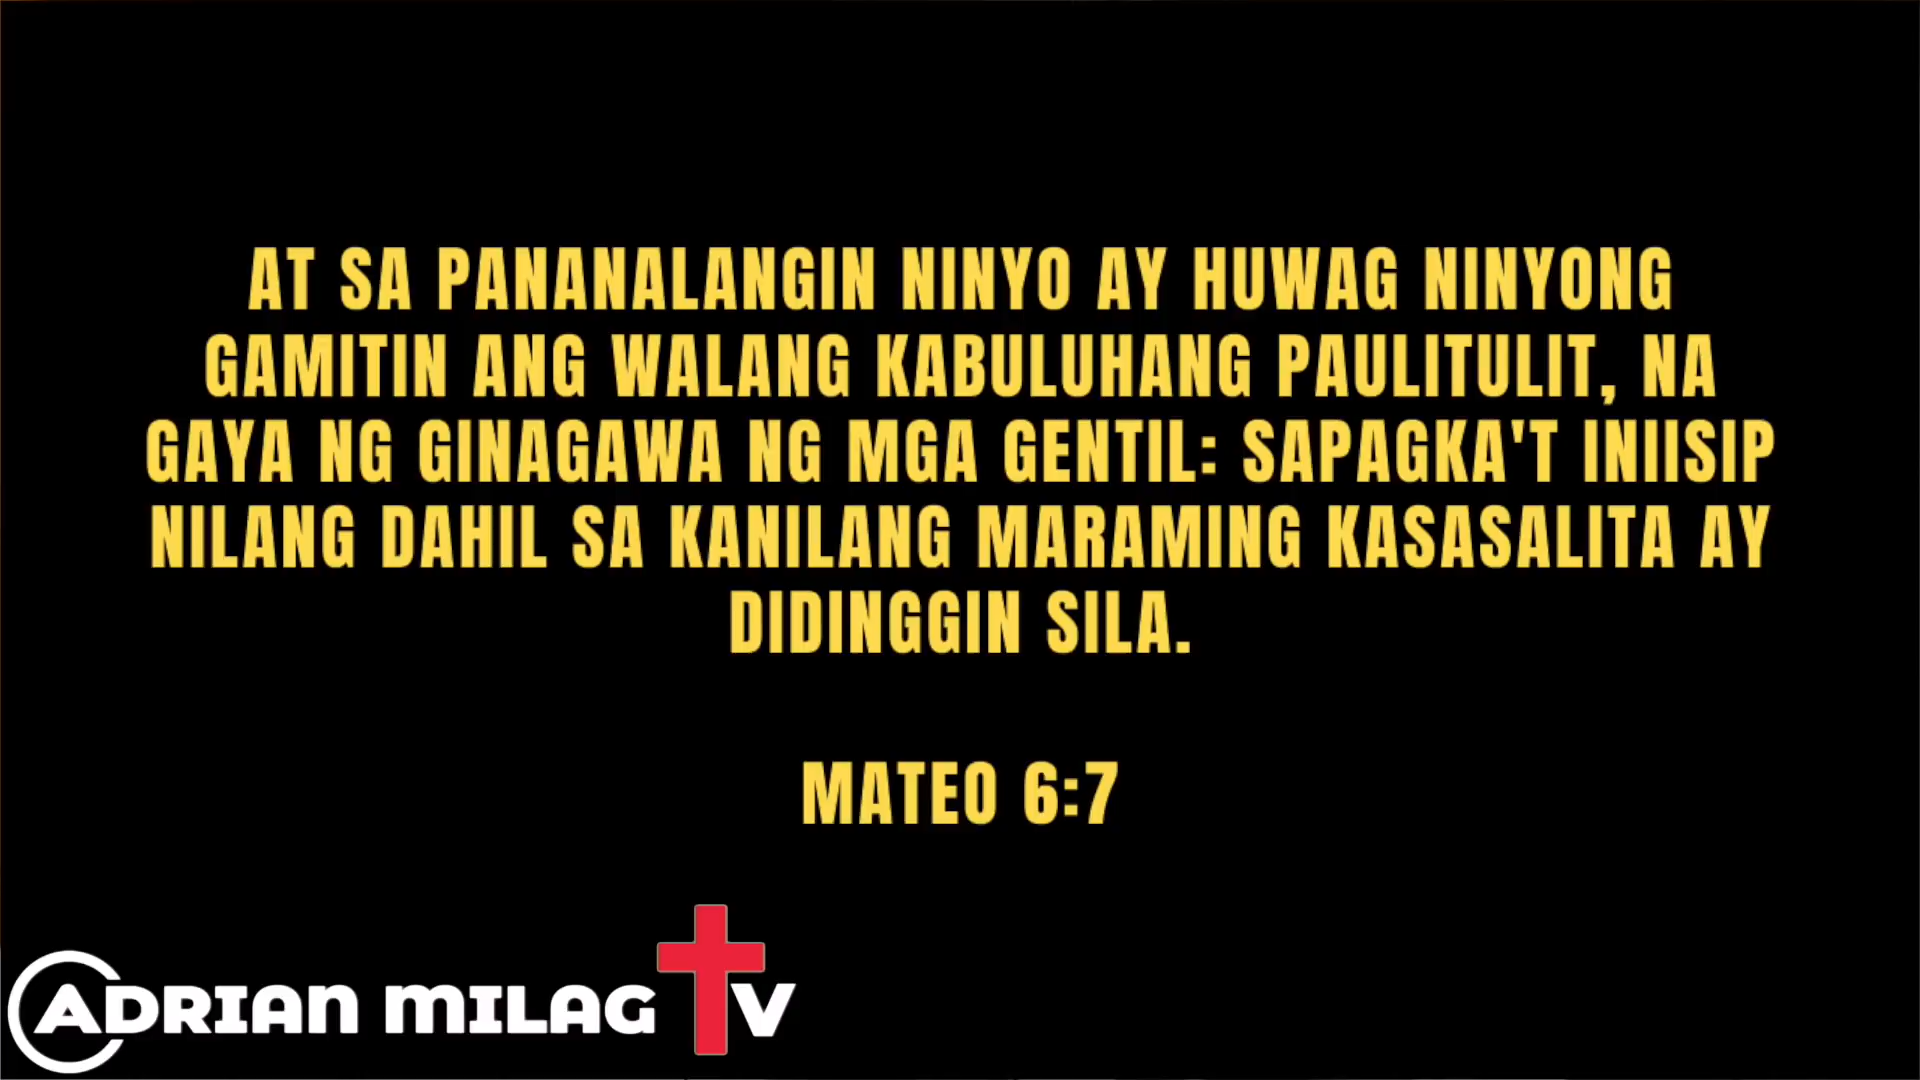 AT SA PANANALANGIN NINYO AY HUWAG NINYONG
GAMITIN ANG WALANG KABULUHANG PAULITULIT, NA
GAYA NG GINAGAWA NG MGA GENTIL: SAPAGKA'T INIISIP
NILANG DAHIL SA KANILANG MARAMING KASASALITA AY
DIDINGGIN SILA.
MATEO 6:7
ADRIAN MILAG TV